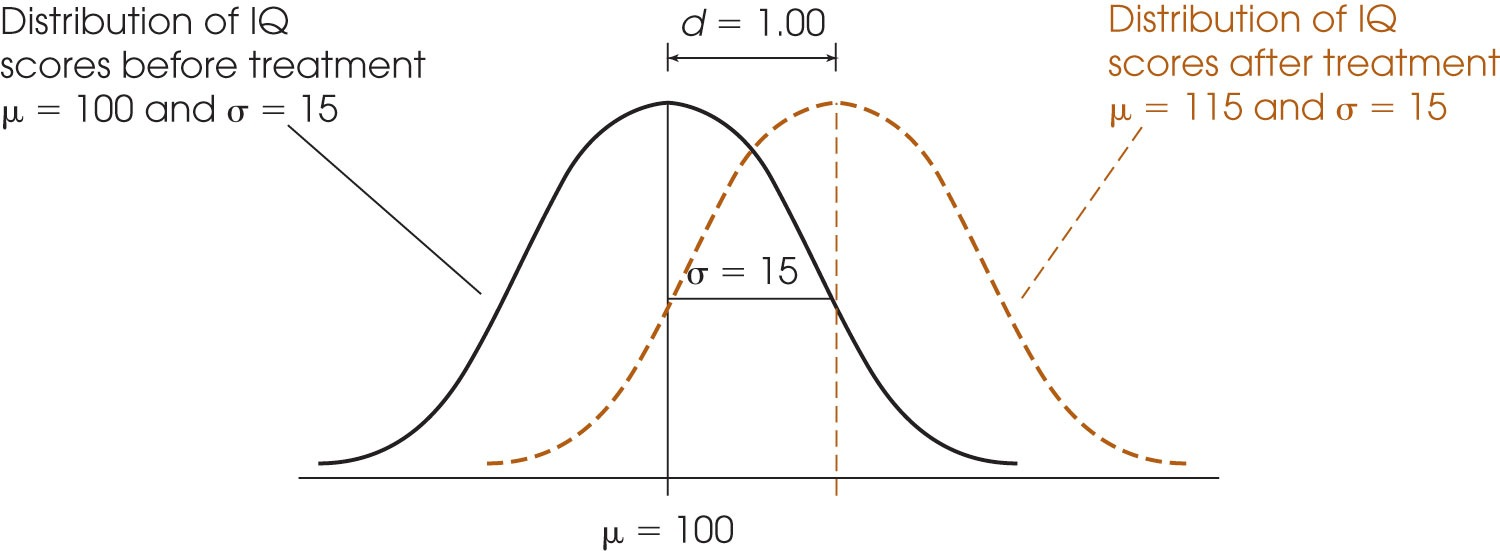 Distribution of IQ
scores before treatment
μ = 100 and σ = 15
d = 1.00
Distribution of IQ
scores after treatment
μ = 115 and σ = 15
σ = 15
μ = 100